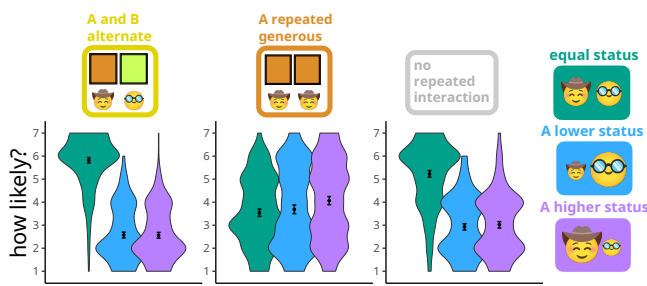 A and B
alternate
A repeated
generous
no
repeated
interaction
equal status
A lower status
A higher status
how likely?
7
6
5
4
3
2
1
7
6
5
4
3
2
1
7
6
5
4
3
2
1